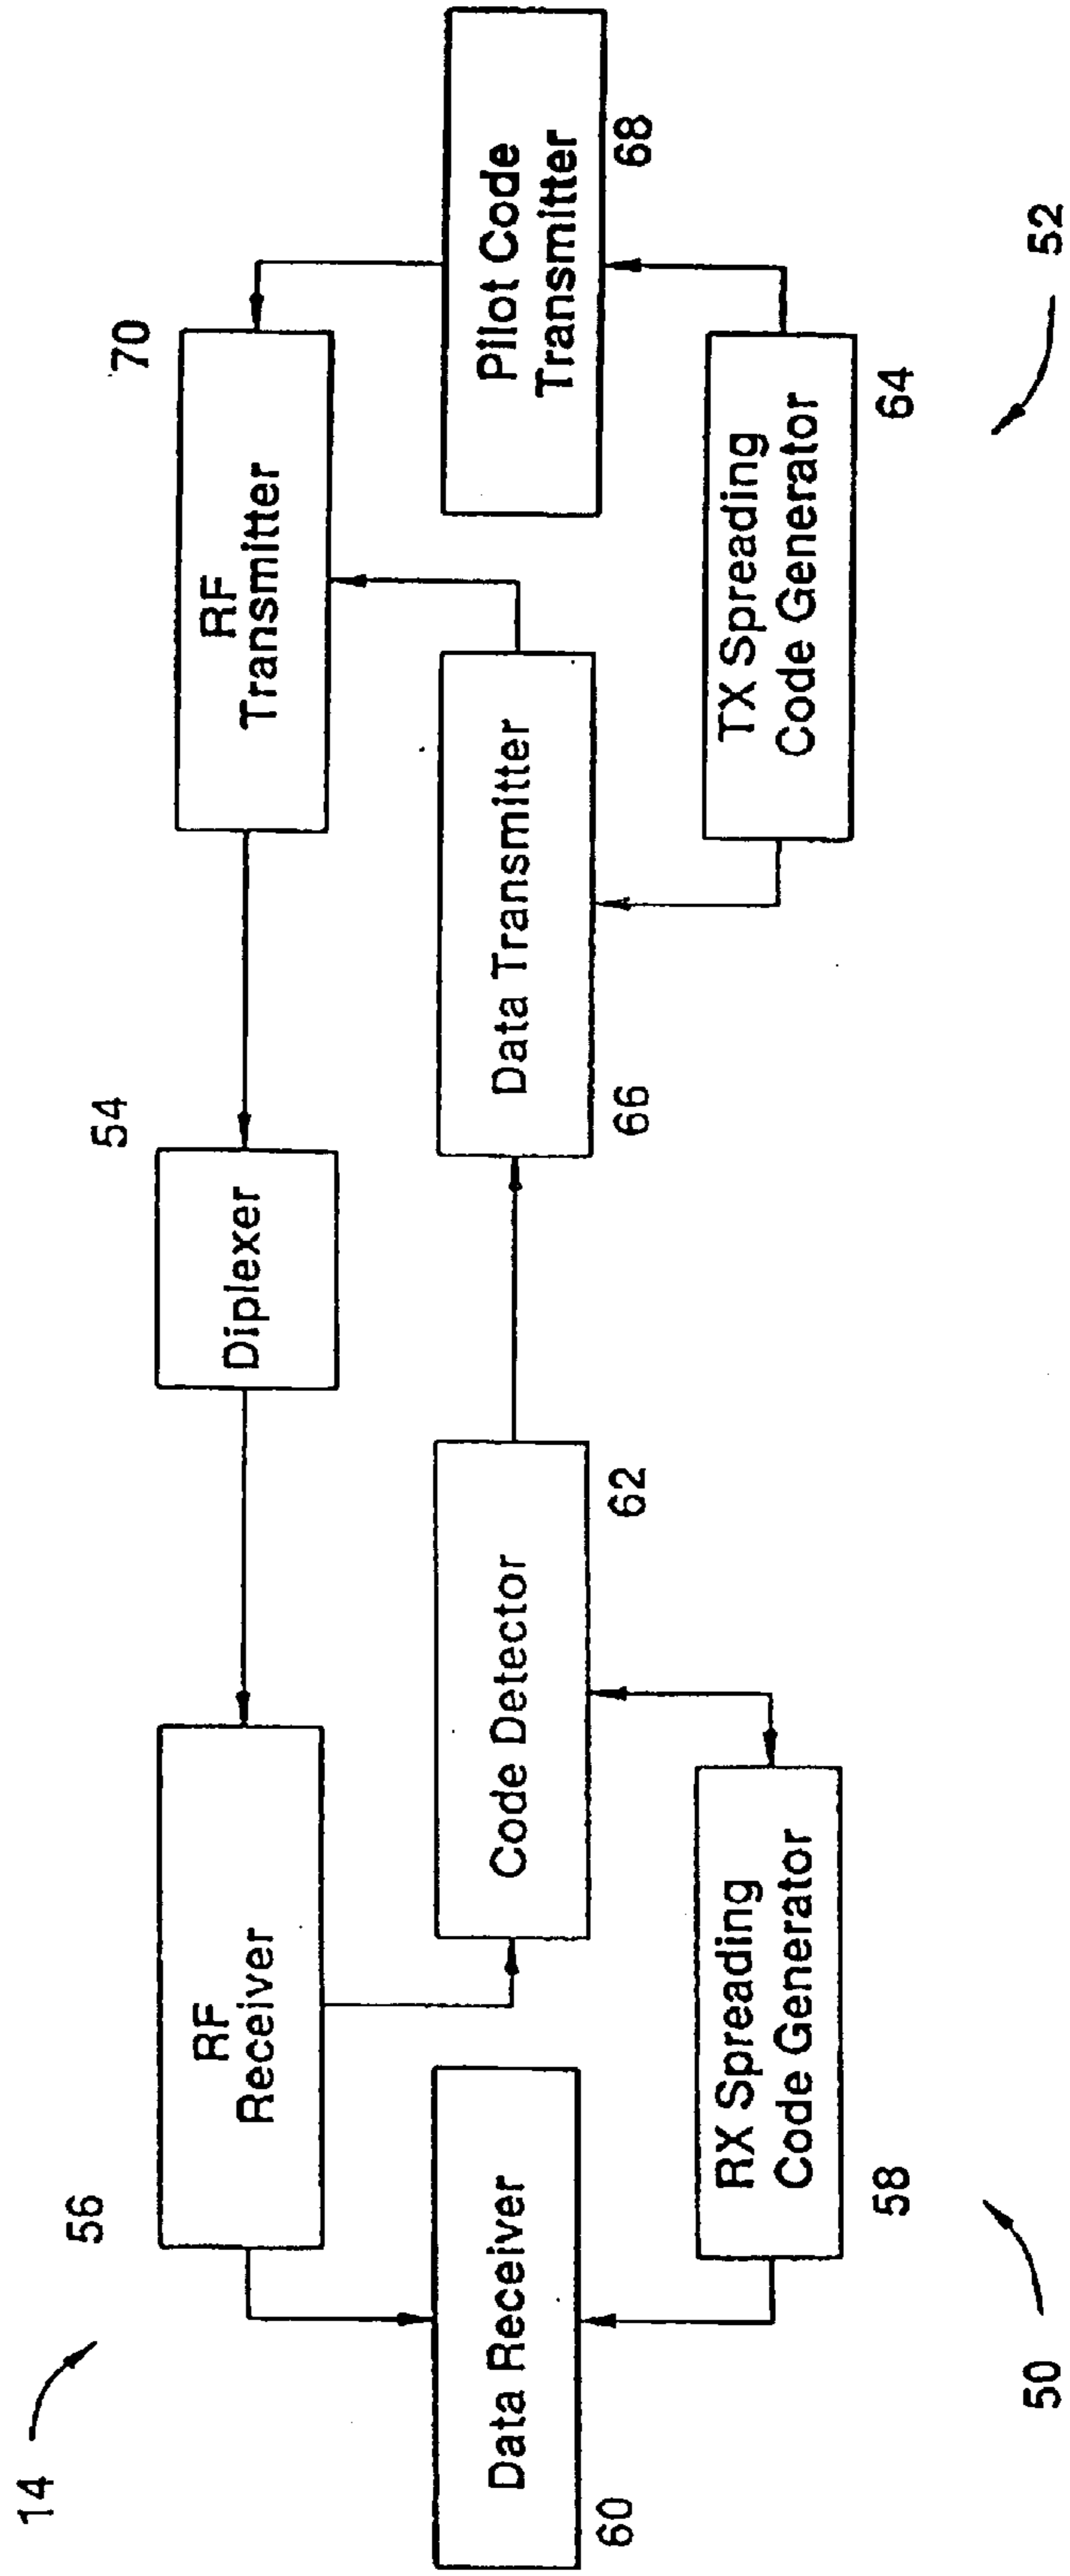 14
56
RF
Receiver
Diplexer
54
RF
Transmitter
70
Data Receiver
60
Code Detector
62
Data Transmitter
66
Pilot Code
Transmitter
68
RX Spreading
Code Generator
58
TX Spreading
Code Generator
64
50
52